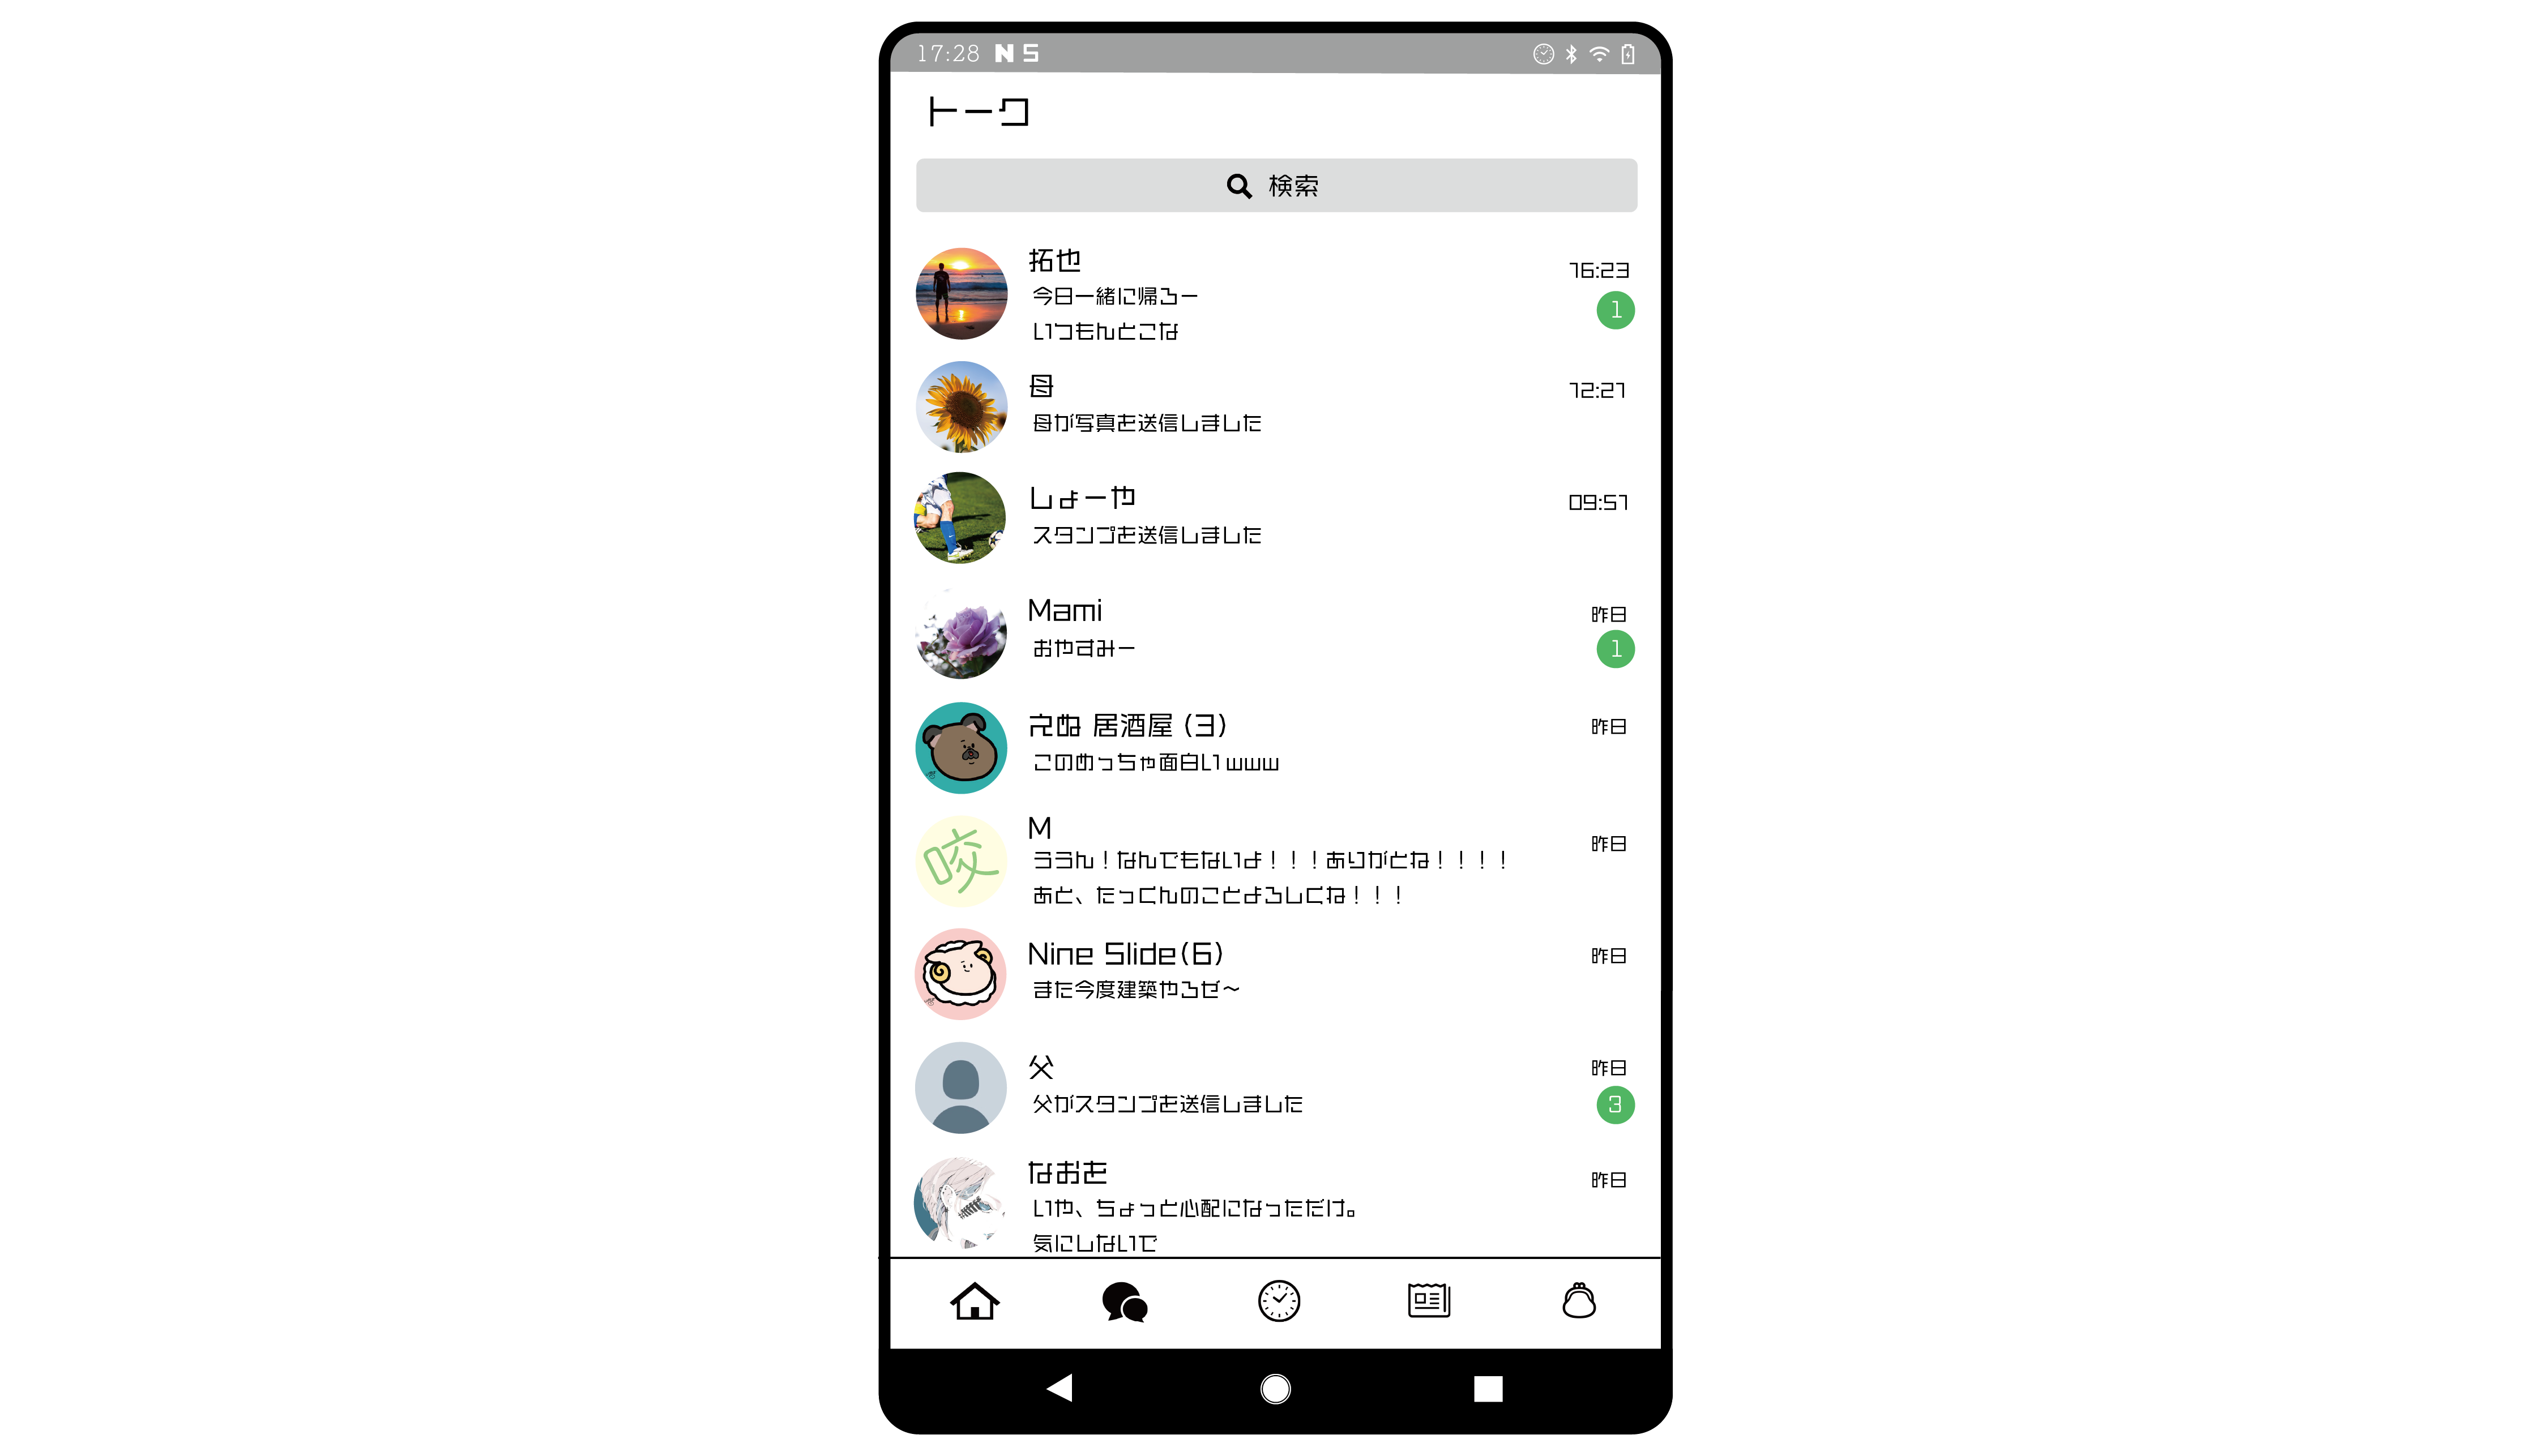 17:28 N 5
トーク
検索
拓也
16:23
今日一緒に帰ろー
1
いつもんとこな
母
12:21
母が写真を送信しました
しょーや
09:51
スタンプを送信しました
Mami
昨日
おやすみー
1
えぬ 居酒屋 (3)
昨日
このめっちゃ面白いwww
咬
M
昨日
ううん！なんでもないよ！！！ありがとね！！！！
あと、たっくんのことよろしくね！！！
Nine Slide(6)
昨日
また今度建築やろぜ～
父
昨日
父がスタンプを送信しました
3
なおき
昨日
いや、ちょっと心配になっただけ。
気にしないで